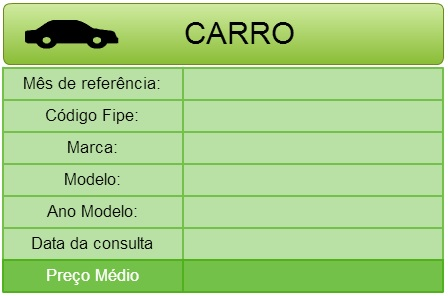 CARRO
Mês de referência:
Código Fipe:
Marca:
Modelo:
Ano Modelo:
Data da consulta
Preço Médio